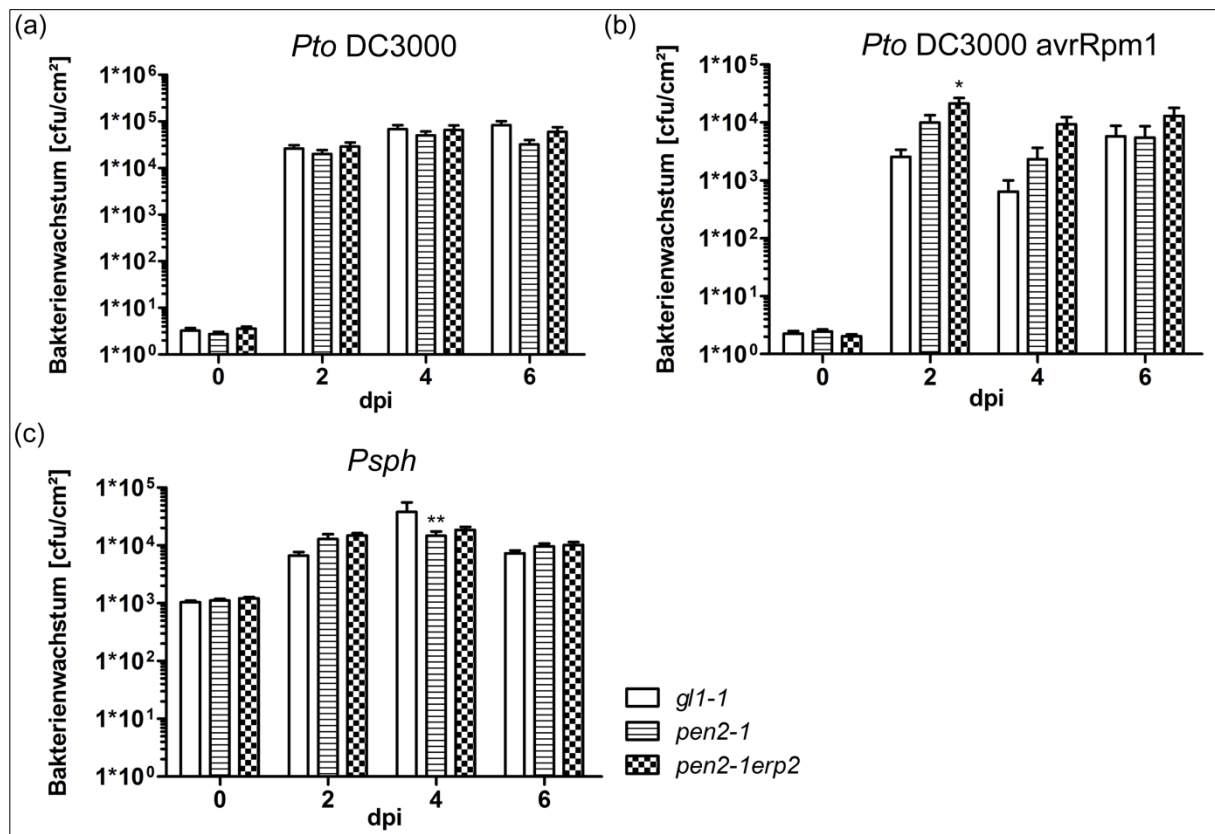 (a)
Pto DC3000
Bakterienwachstum [cfu/cm²]
1*10⁶
1*10⁵
1*10⁴
1*10³
1*10²
1*10¹
1*10⁰
0 2 4 6
dpi
(b)
Pto DC3000 avrRpm1
Bakterienwachstum [cfu/cm²]
1*10⁵
1*10⁴
1*10³
1*10²
1*10¹
1*10⁰
*
0 2 4 6
dpi
(c)
Psph
Bakterienwachstum [cfu/cm²]
1*10⁵
1*10⁴
1*10³
1*10²
1*10¹
1*10⁰
**
0 2 4 6
dpi
gl1-1
pen2-1
pen2-1erp2